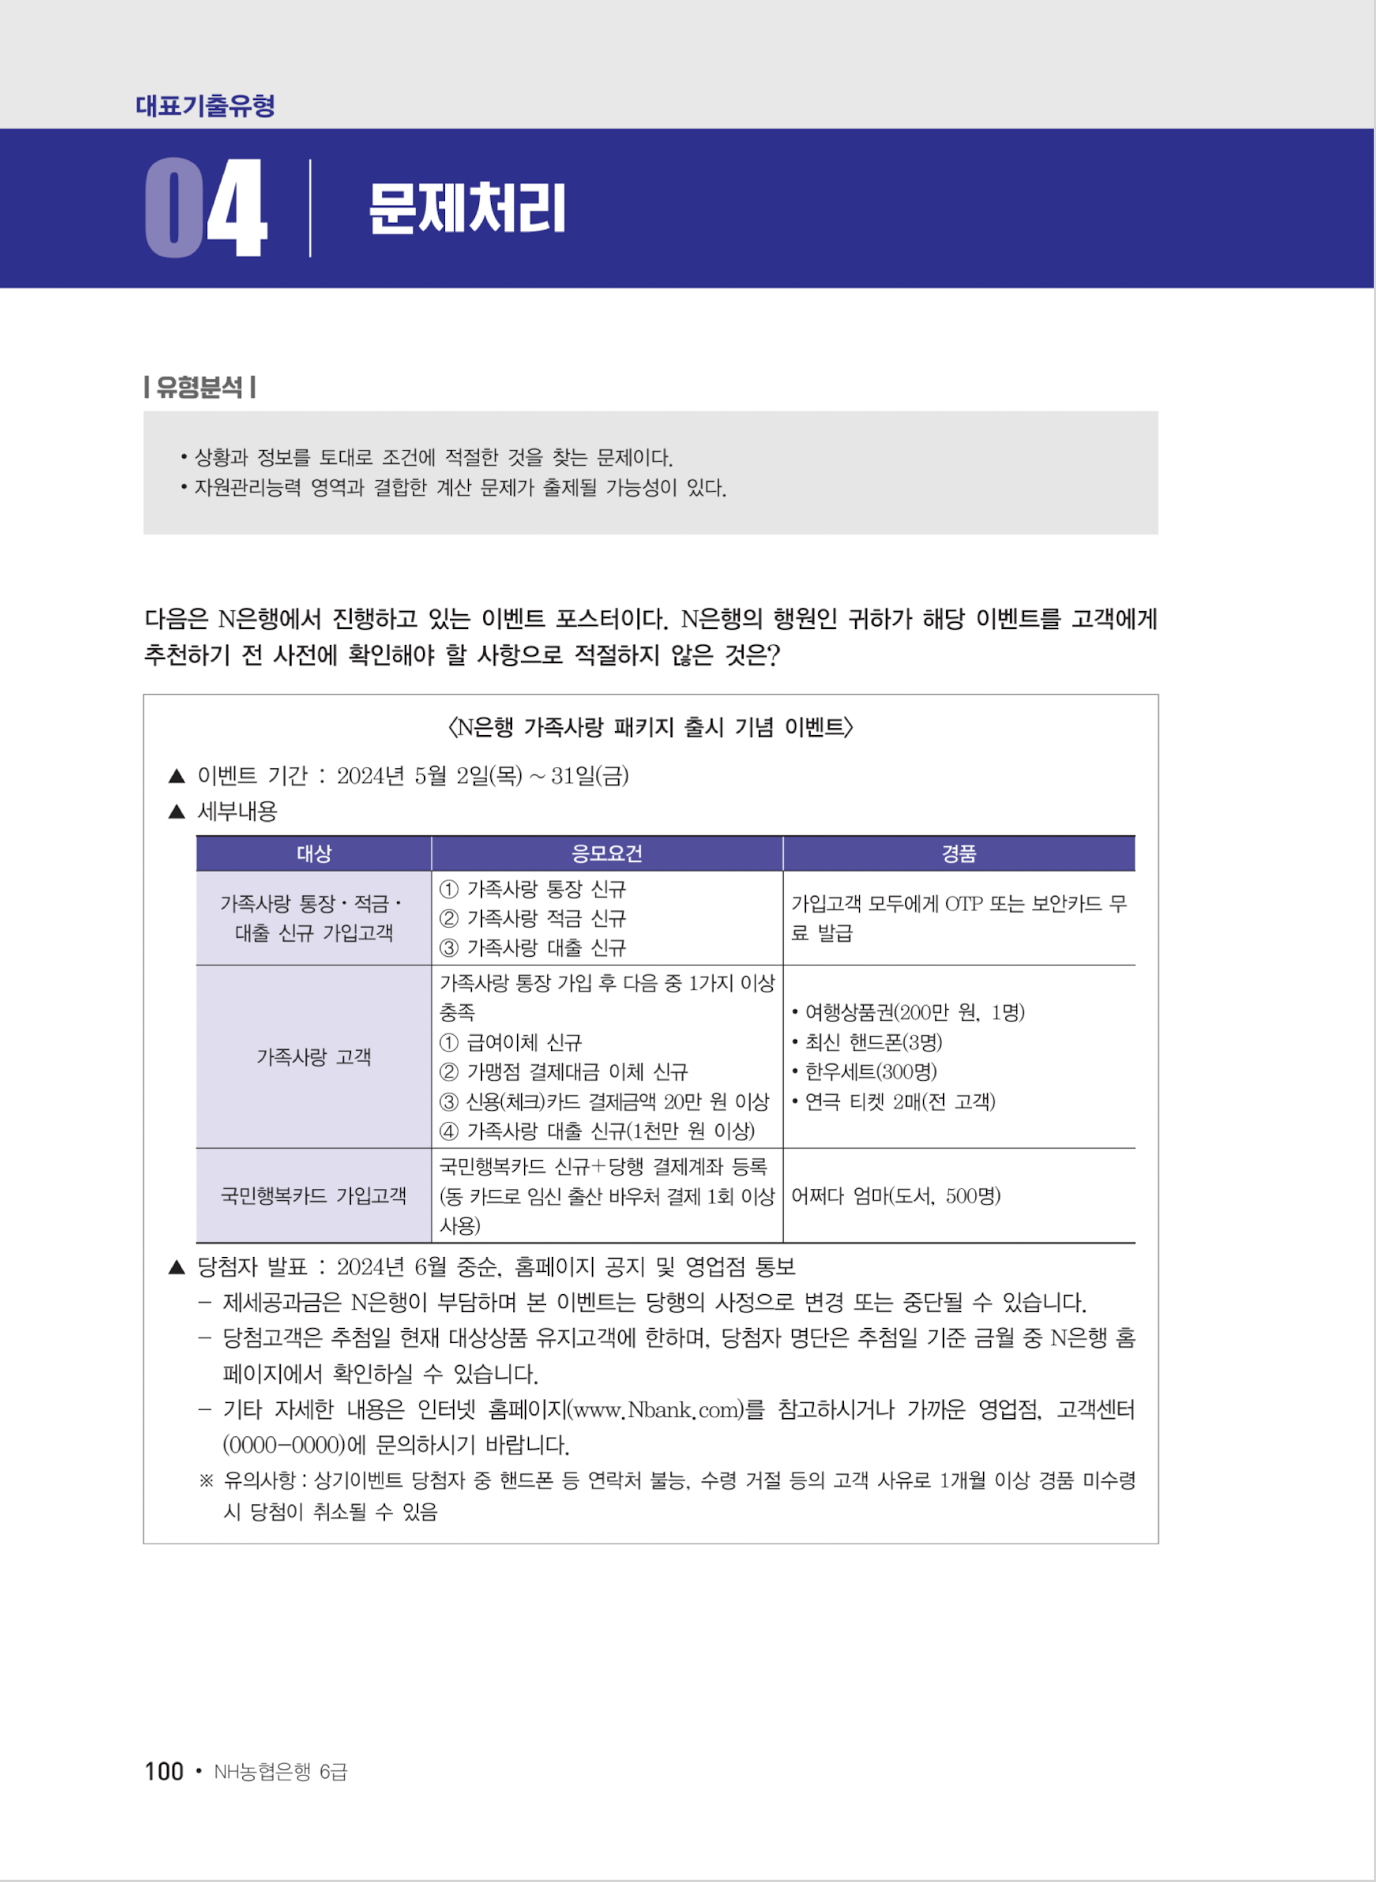 대표기출유형
04 문제처리
| 유형분석 |
• 상황과 정보를 토대로 조건에 적절한 것을 찾는 문제이다.
• 자원관리능력 영역과 결합한 계산 문제가 출제될 가능성이 있다.
다음은 N은행에서 진행하고 있는 이벤트 포스터이다. N은행의 행원인 귀하가 해당 이벤트를 고객에게
추천하기 전 사전에 확인해야 할 사항으로 적절하지 않은 것은?
〈N은행 가족사랑 패키지 출시 기념 이벤트〉
▲ 이벤트 기간 : 2024년 5월 2일(목) ~ 31일(금)
▲ 세부내용
대상 응모요건 경품
가족사랑 통장 · 적금 ·
대출 신규 가입고객
① 가족사랑 통장 신규
② 가족사랑 적금 신규
③ 가족사랑 대출 신규
가입고객 모두에게 OTP 또는 보안카드 무
료 발급
가족사랑 고객
가족사랑 통장 가입 후 다음 중 1가지 이상
충족
① 급여이체 신규
② 가맹점 결제대금 이체 신규
③ 신용(체크)카드 결제금액 20만 원 이상
④ 가족사랑 대출 신규(1천만 원 이상)
• 여행상품권(200만 원, 1명)
• 최신 핸드폰(3명)
• 한우세트(300명)
• 연극 티켓 2매(전 고객)
국민행복카드 가입고객
국민행복카드 신규+당행 결제계좌 등록
(동 카드로 임신 출산 바우처 결제 1회 이상
사용)
어쩌다 엄마(도서, 500명)
▲ 당첨자 발표 : 2024년 6월 중순, 홈페이지 공지 및 영업점 통보
− 제세공과금은 N은행이 부담하며 본 이벤트는 당행의 사정으로 변경 또는 중단될 수 있습니다.
− 당첨고객은 추첨일 현재 대상상품 유지고객에 한하며, 당첨자 명단은 추첨일 기준 금월 중 N은행 홈
페이지에서 확인하실 수 있습니다.
− 기타 자세한 내용은 인터넷 홈페이지(www.Nbank.com)를 참고하시거나 가까운 영업점, 고객센터
(0000−0000)에 문의하시기 바랍니다.
※ 유의사항 : 상기이벤트 당첨자 중 핸드폰 등 연락처 불능, 수령 거절 등의 고객 사유로 1개월 이상 경품 미수령
시 당첨이 취소될 수 있음
100 • NH농협은행 6급